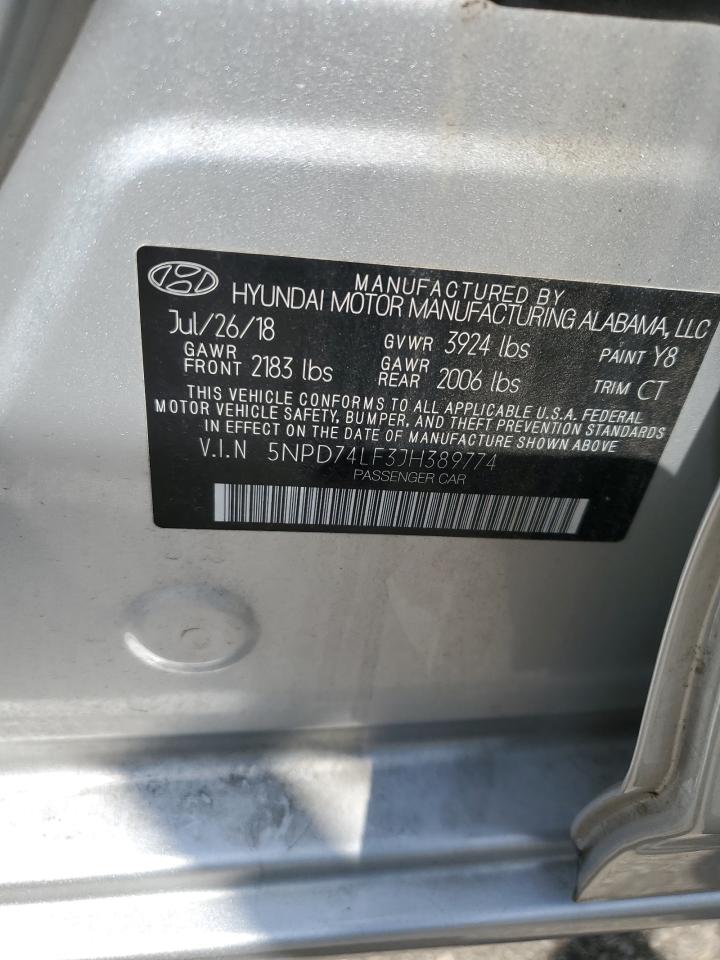 MANUFACTURED BY
HYUNDAI MOTOR MANUFACTURING ALABAMA, LLC
Jul/26/18 GVWR 3924 lbs PAINT Y8
GAWR FRONT 2183 lbs GAWR REAR 2006 lbs TRIM CT
THIS VEHICLE CONFORMS TO ALL APPLICABLE U.S.A. FEDERAL
MOTOR VEHICLE SAFETY, BUMPER, AND THEFT PREVENTION STANDARDS
IN EFFECT ON THE DATE OF MANUFACTURE SHOWN ABOVE
V.I.N 5NPD74LF3JH389774
PASSENGER CAR